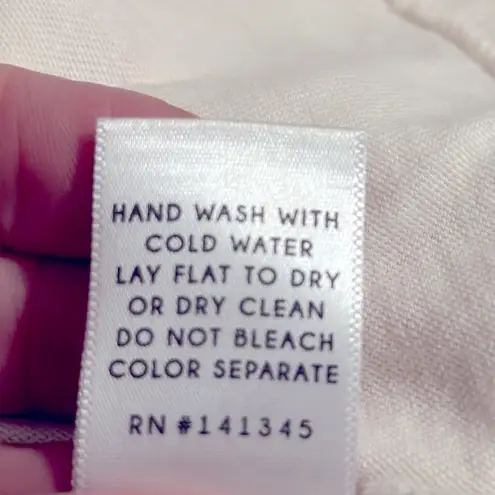 HAND WASH WITH
COLD WATER
LAY FLAT TO DRY
OR DRY CLEAN
DO NOT BLEACH
COLOR SEPARATE
RN #141345